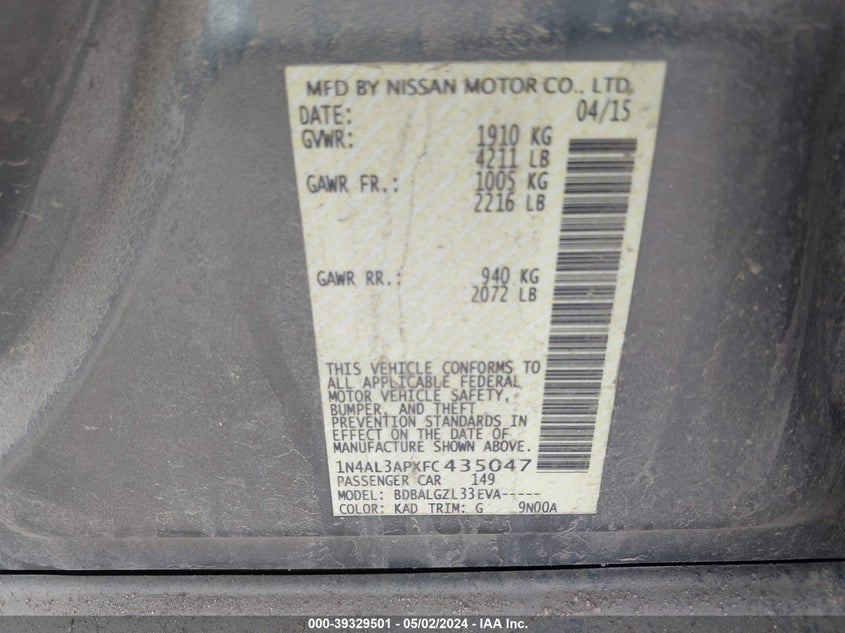 MFD BY NISSAN MOTOR CO., LTD.
DATE: 04/15
GVWR: 1910 KG
4211 LB
GAWR FR.: 1005 KG
2216 LB
GAWR RR.: 940 KG
2072 LB
THIS VEHICLE CONFORMS TO
ALL APPLICABLE FEDERAL
MOTOR VEHICLE SAFETY,
BUMPER, AND THEFT
PREVENTION STANDARDS IN
EFFECT ON THE DATE OF
MANUFACTURE SHOWN ABOVE.
1N4AL3APXFC435047
PASSENGER CAR 149
MODEL: BDBALGZL33EVA-----
COLOR: KAD TRIM: G 9N00A
000-39329501 - 05/02/2024 - IAA Inc.